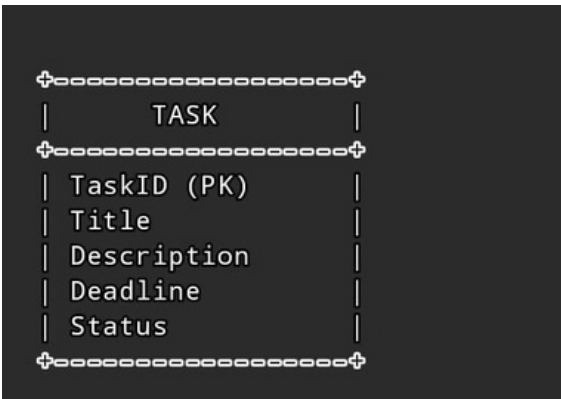 +------------------+
|       TASK       |
+------------------+
| TaskID (PK)      |
| Title            |
| Description      |
| Deadline         |
| Status           |
+------------------+